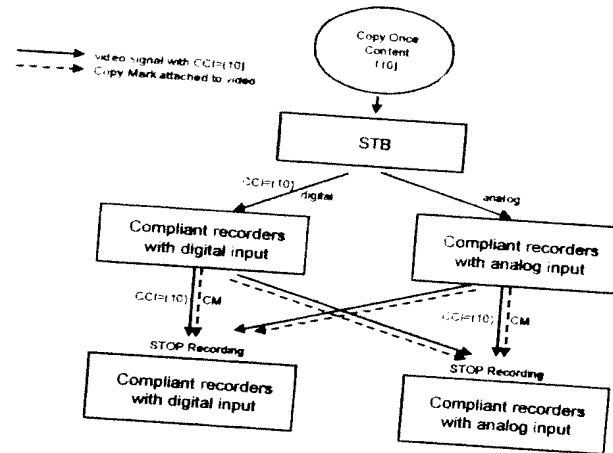 Video signal with CCI={10}
Copy Mark attached to video
Copy Once
Content
{10}
STB
CCI={10}
digital
analog
Compliant recorders
with digital input
Compliant recorders
with analog input
CCI={10}
CM
CCI={10}
CM
STOP Recording
STOP Recording
Compliant recorders
with digital input
Compliant recorders
with analog input